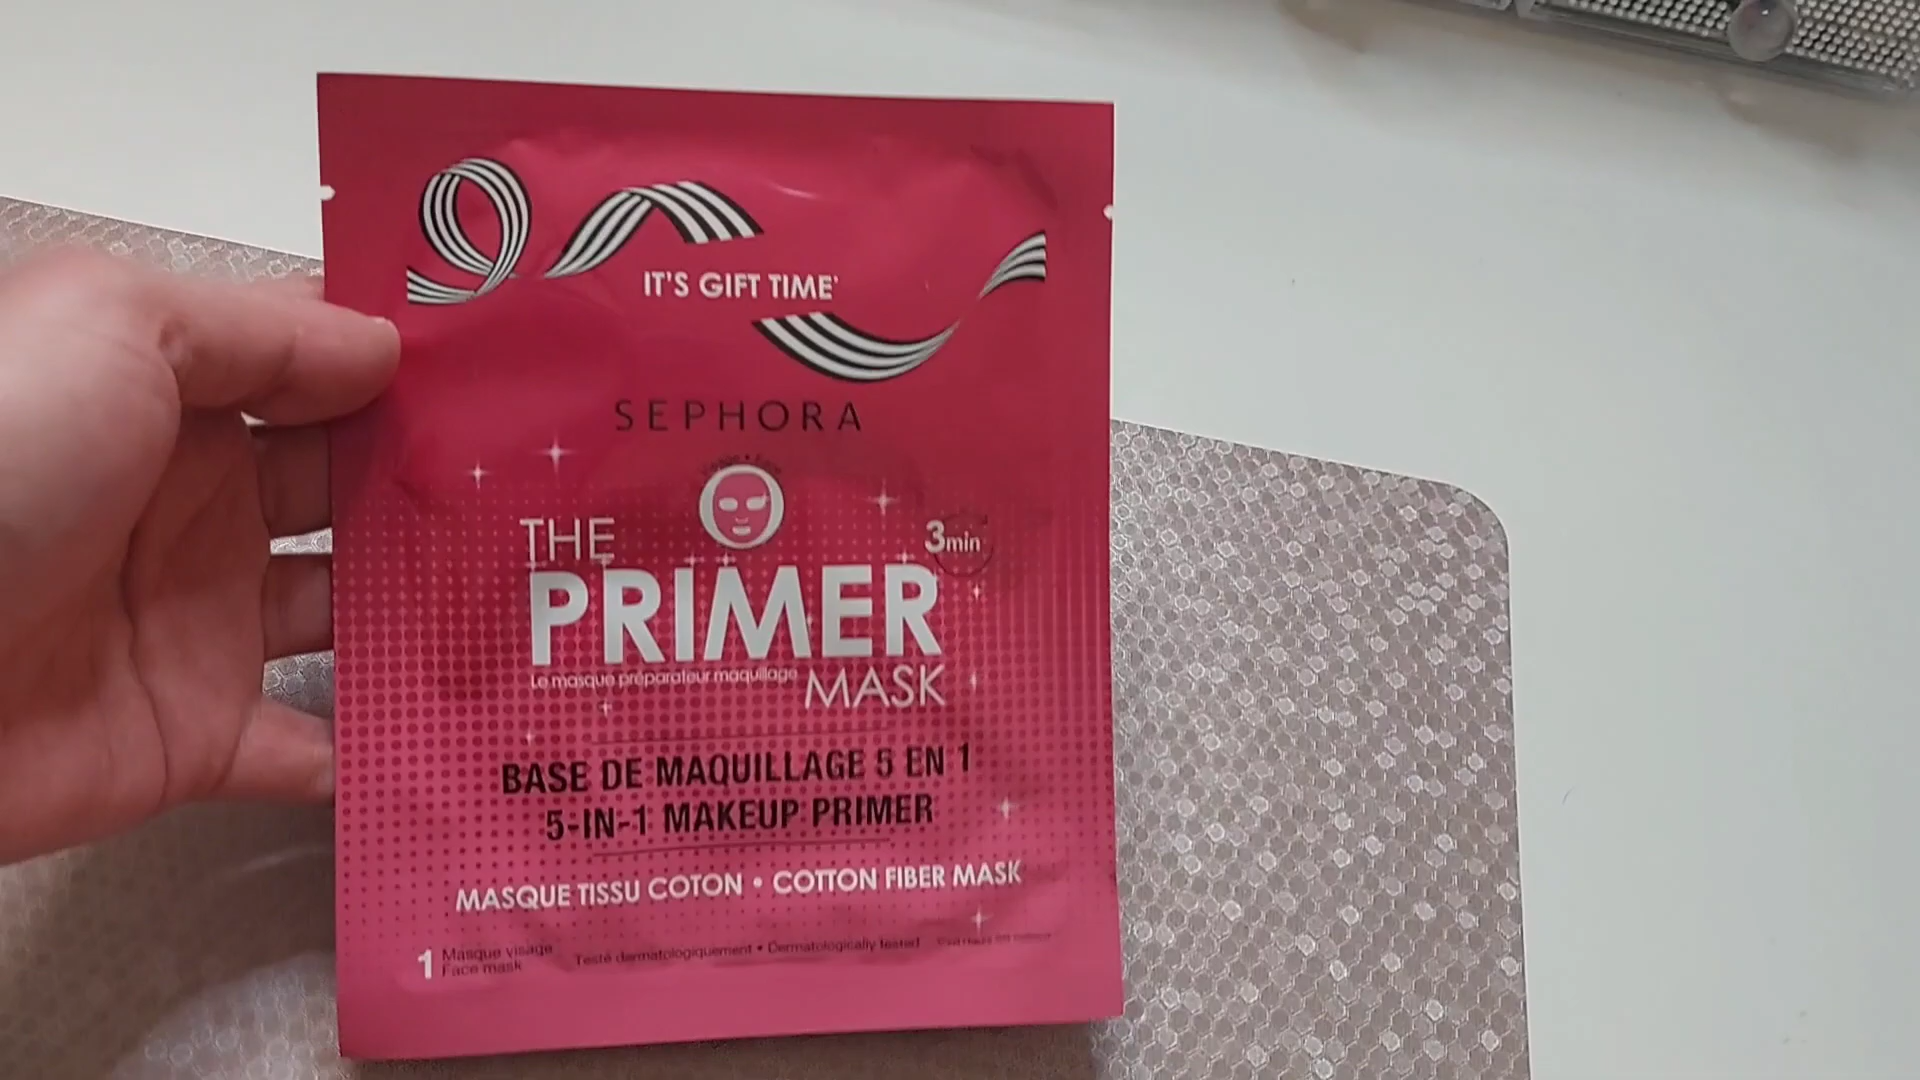 IT'S GIFT TIME*
SEPHORA
Visage • Face
THE
3min
PRIMER
Le masque préparateur maquillage
MASK
BASE DE MAQUILLAGE 5 EN 1
5-IN-1 MAKEUP PRIMER
MASQUE TISSU COTON • COTTON FIBER MASK
1 Masque visage
Face mask
Testé dermatologiquement • Dermatologically tested